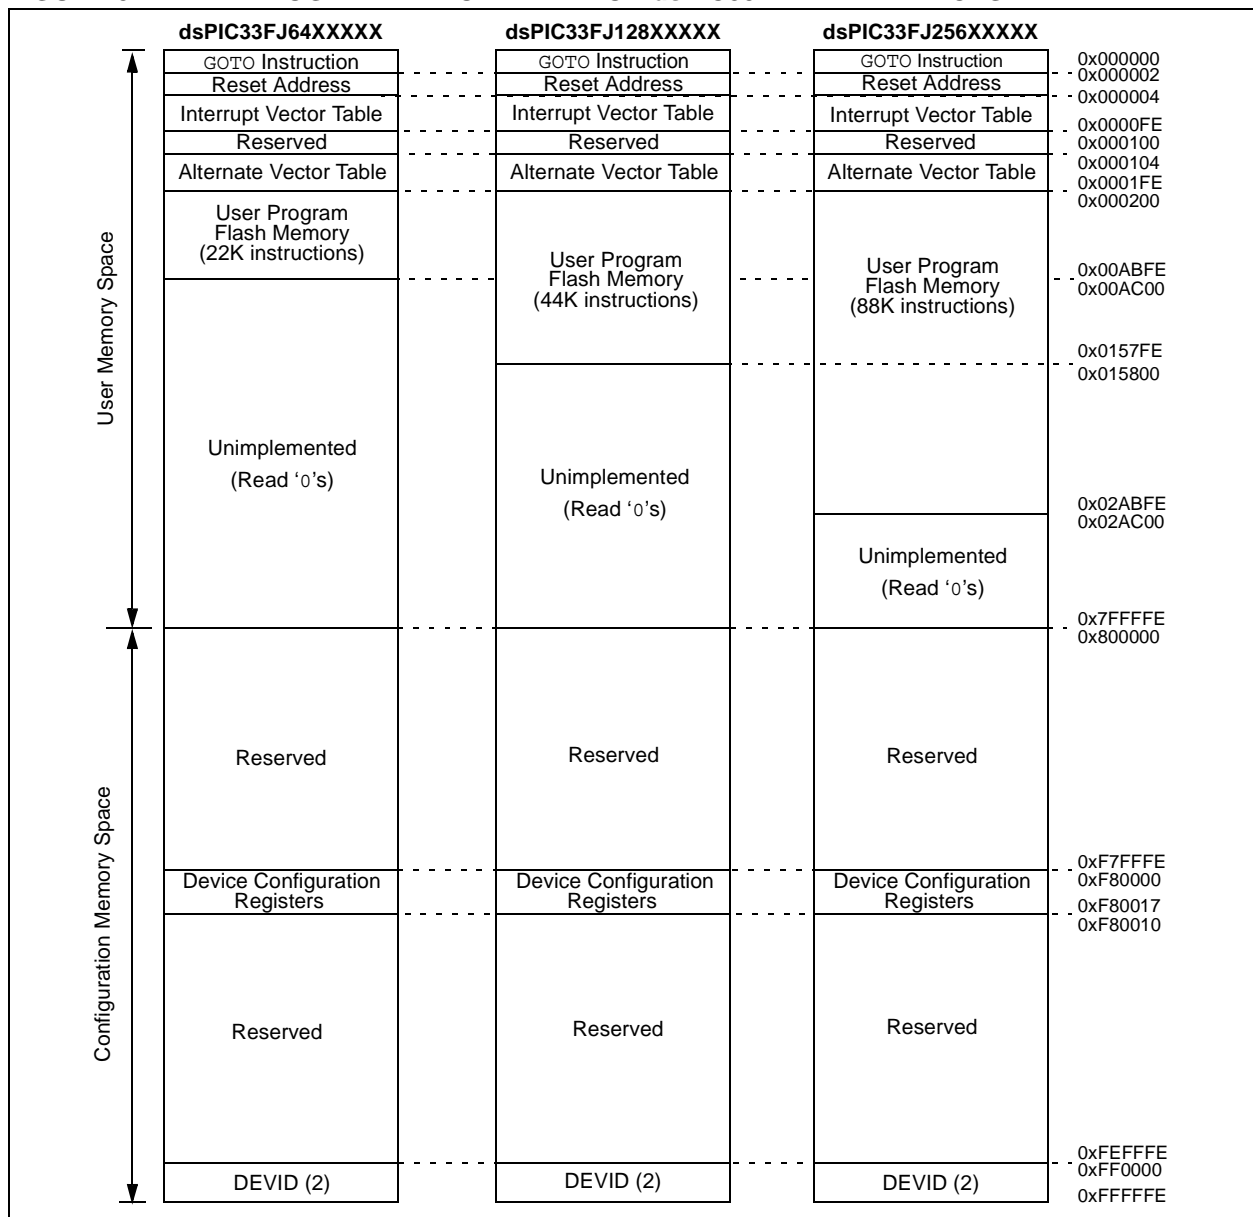 dsPIC33FJ64XXXXX
dsPIC33FJ128XXXXX
dsPIC33FJ256XXXXX
GOTO Instruction
Reset Address
Interrupt Vector Table
Reserved
Alternate Vector Table
User Program
Flash Memory
(22K instructions)
Unimplemented
(Read ‘0’s)
Reserved
Device Configuration
Registers
Reserved
DEVID (2)
GOTO Instruction
Reset Address
Interrupt Vector Table
Reserved
Alternate Vector Table
User Program
Flash Memory
(44K instructions)
Unimplemented
(Read ‘0’s)
Reserved
Device Configuration
Registers
Reserved
DEVID (2)
GOTO Instruction
Reset Address
Interrupt Vector Table
Reserved
Alternate Vector Table
User Program
Flash Memory
(88K instructions)
Unimplemented
(Read ‘0’s)
Reserved
Device Configuration
Registers
Reserved
DEVID (2)
0x000000
0x000002
0x000004
0x0000FE
0x000100
0x000104
0x0001FE
0x000200
0x00ABFE
0x00AC00
0x0157FE
0x015800
0x02ABFE
0x02AC00
0x7FFFFE
0x800000
0xF7FFFE
0xF80000
0xF80017
0xF80010
0xFEFFFE
0xFF0000
0xFFFFFE
User Memory Space
Configuration Memory Space